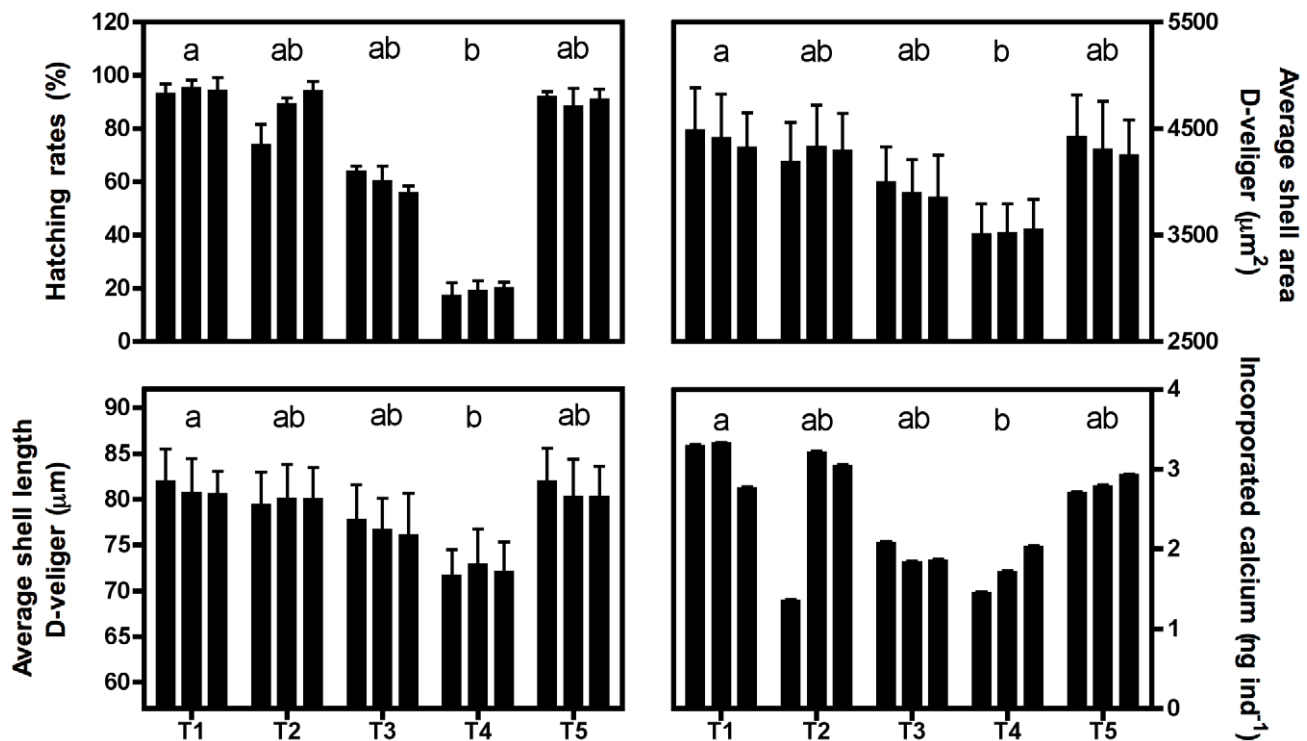 Hatching rates (%)
120
100
80
60
40
20
0
a ab ab b ab
a ab ab b ab
5500
4500
3500
2500
Average shell area
D-veliger (μm²)
Average shell length
D-veliger (μm)
90
85
80
75
70
65
60
a ab ab b ab
T1 T2 T3 T4 T5
a ab ab b ab
T1 T2 T3 T4 T5
4
3
2
1
0
Incorporated calcium (ng ind⁻¹)